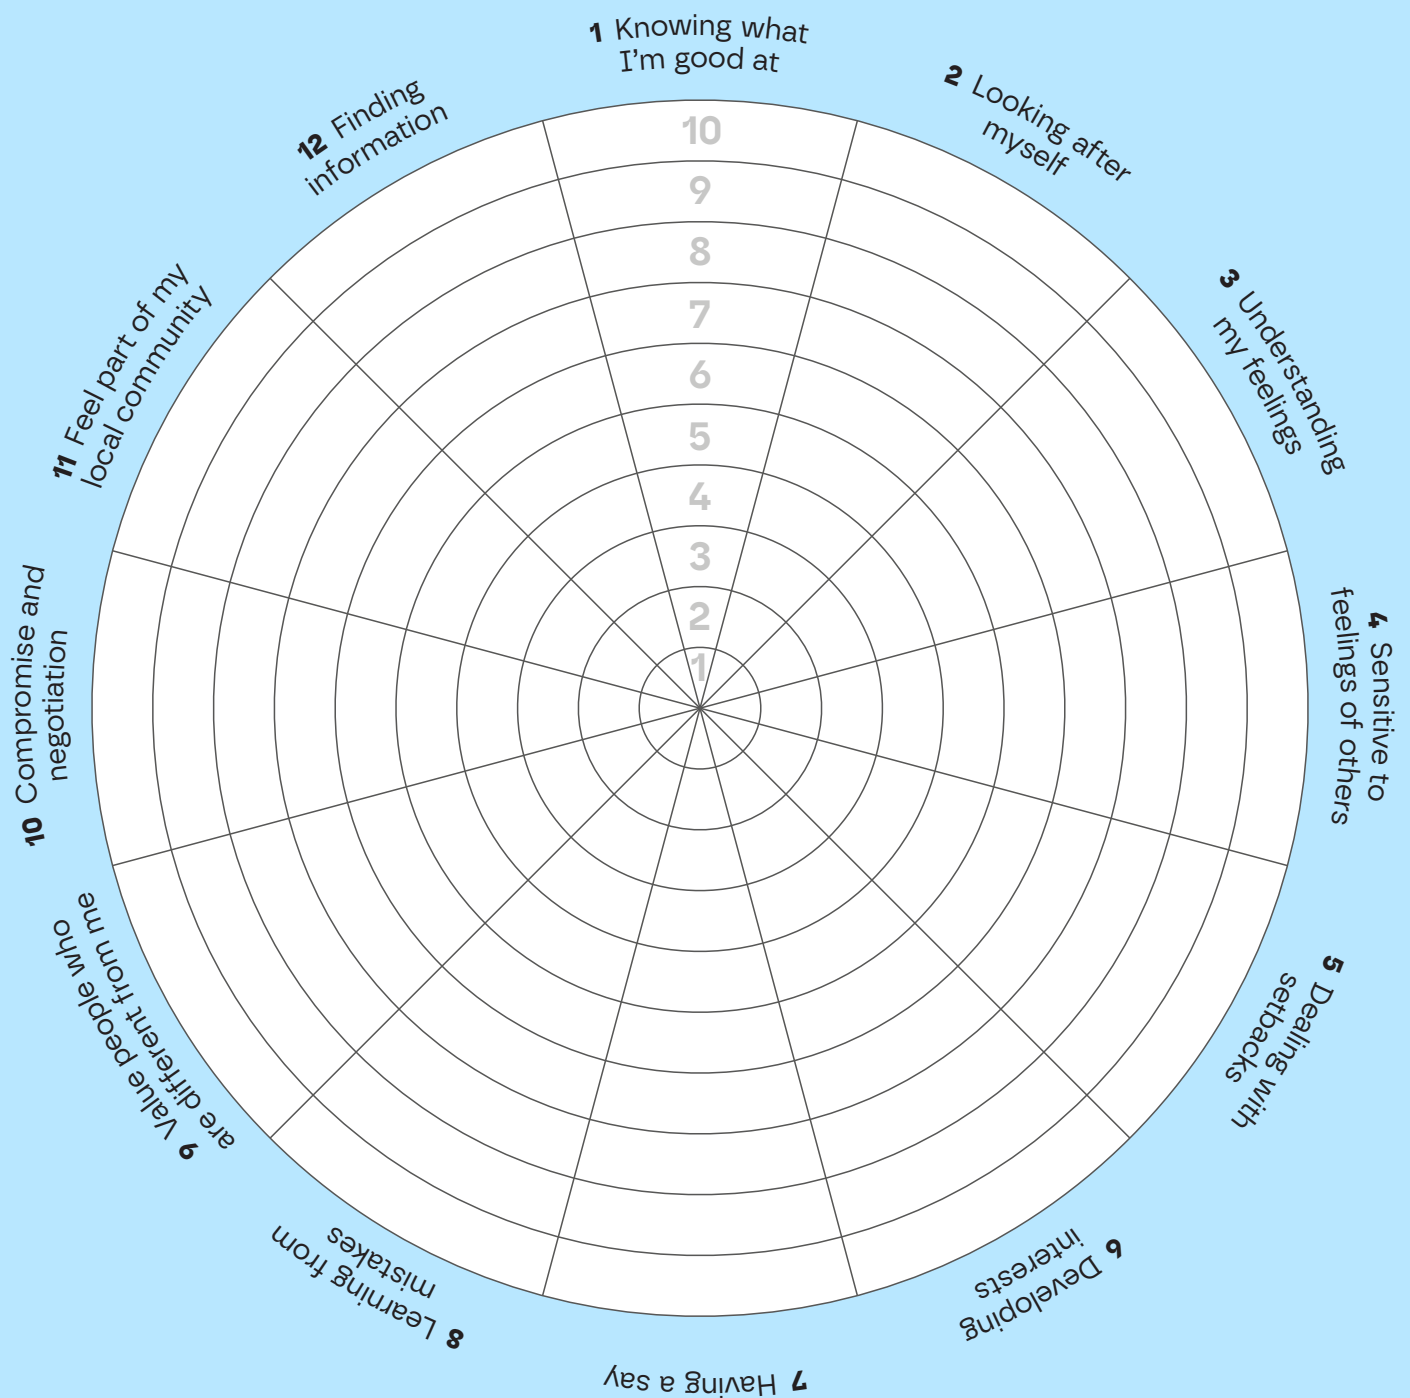 1 Knowing what
I'm good at
2 Looking after
myself
3 Understanding
my feelings
4 Sensitive to
feelings of others
5 Dealing with
setbacks
6 Developing
interests
7 Having a say
8 Learning from
mistakes
9 Value people who
are different from me
10 Compromise and
negotiation
11 Feel part of my
local community
12 Finding
information
10
9
8
7
6
5
4
3
2
1